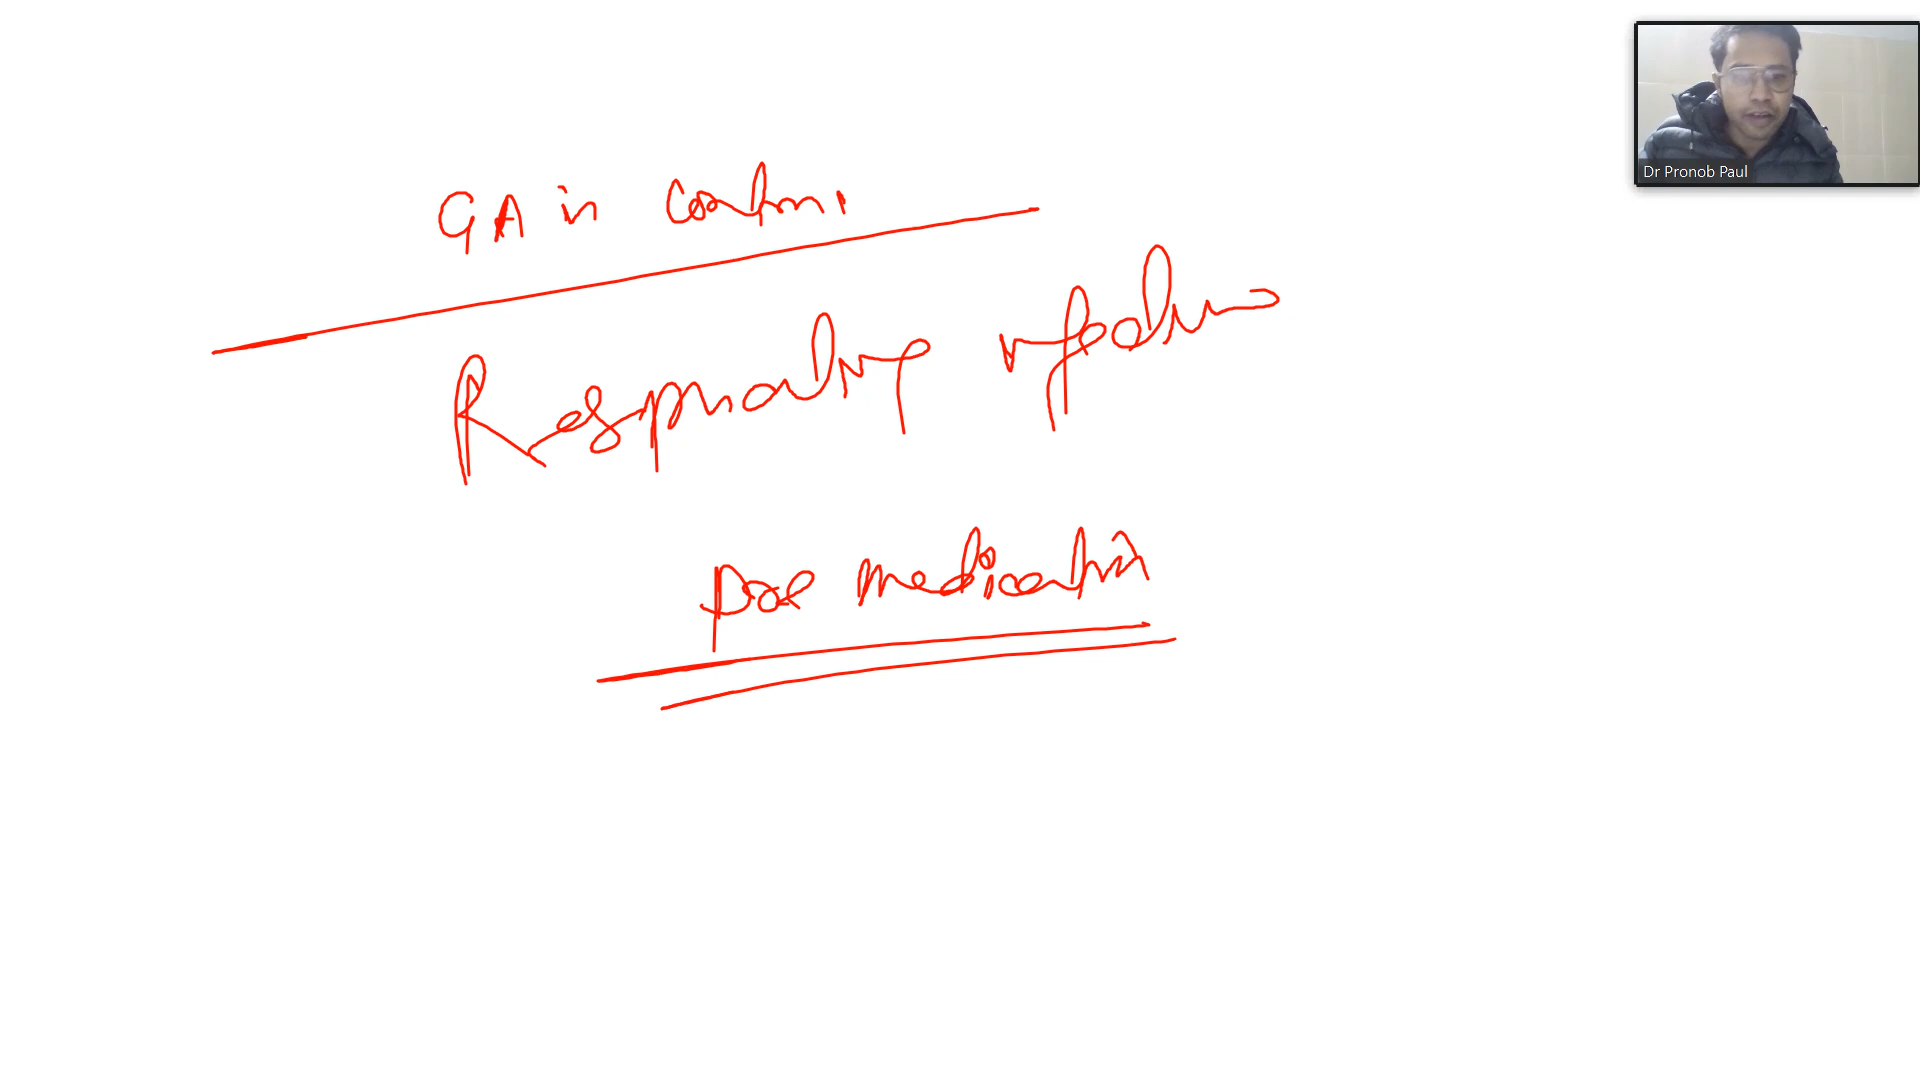 GA in
Respiratory infection
pre medication
Dr Pronob Paul